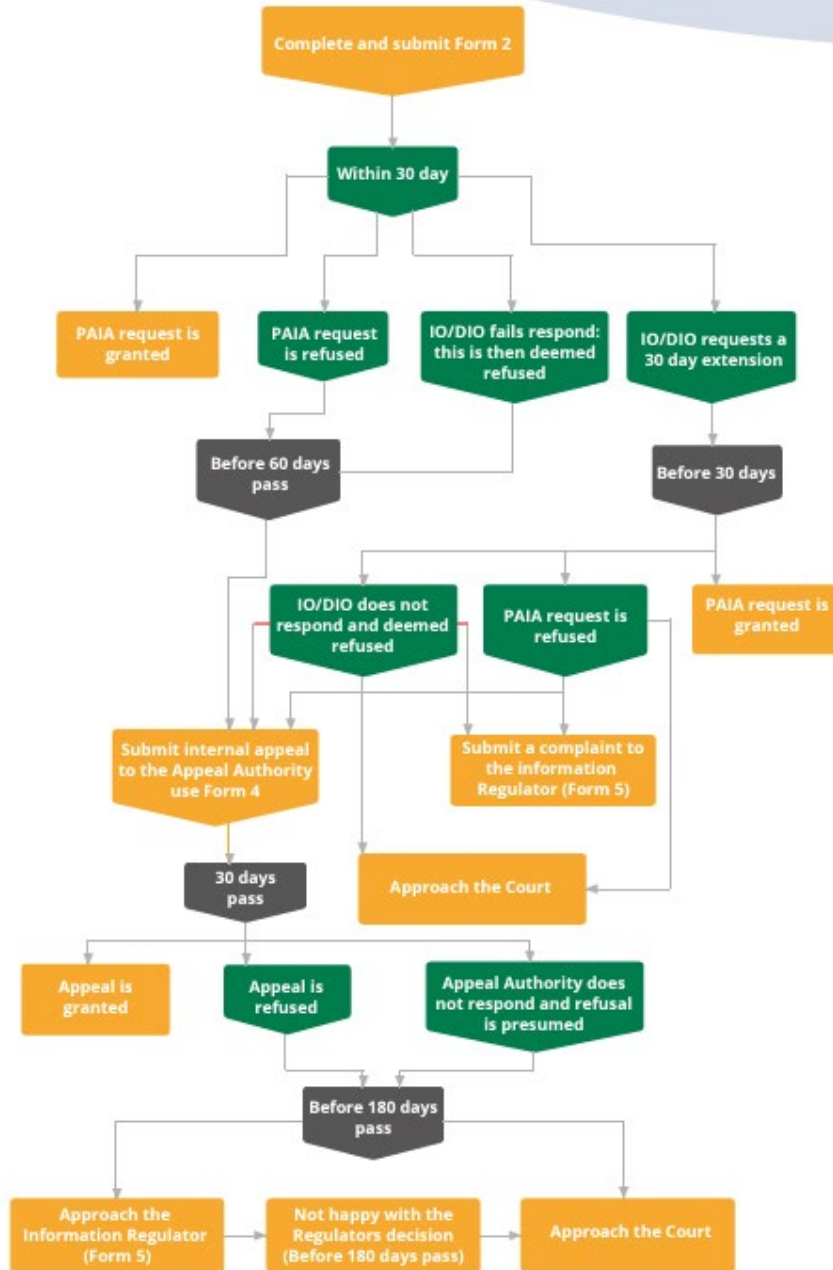 Complete and submit Form 2
Within 30 day
PAIA request is
granted
PAIA request
is refused
IO/DIO fails respond:
this is then deemed
refused
IO/DIO requests a
30 day extension
Before 60 days
pass
Before 30 days
IO/DIO does not
respond and deemed
refused
PAIA request is
refused
PAIA request is
granted
Submit internal appeal
to the Appeal Authority
use Form 4
Submit a complaint to
the information
Regulator (Form 5)
30 days
pass
Approach the Court
Appeal is
granted
Appeal is
refused
Appeal Authority does
not respond and refusal
is presumed
Before 180 days
pass
Approach the
Information Regulator
(Form 5)
Not happy with the
Regulators decision
(Before 180 days pass)
Approach the Court